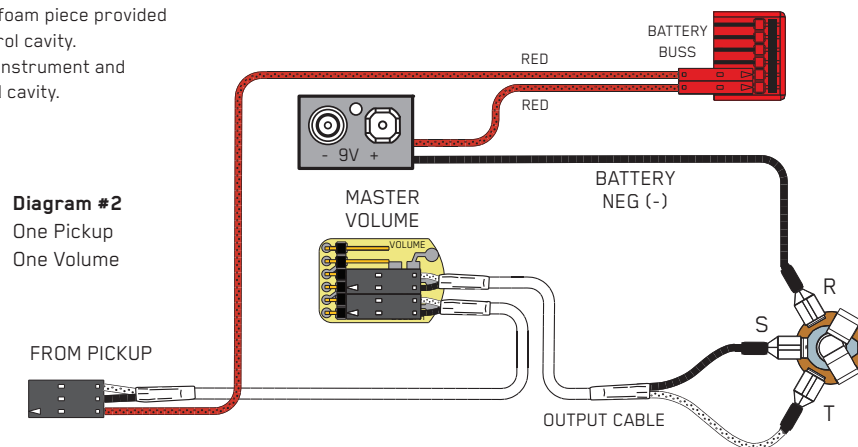 foam piece provided
rol cavity.
nstrument and
cavity.
BATTERY
BUSS
RED
RED
- 9V +
BATTERY
NEG (-)
Diagram #2
One Pickup
One Volume
MASTER
VOLUME
VOLUME
R
S
FROM PICKUP
OUTPUT CABLE
T